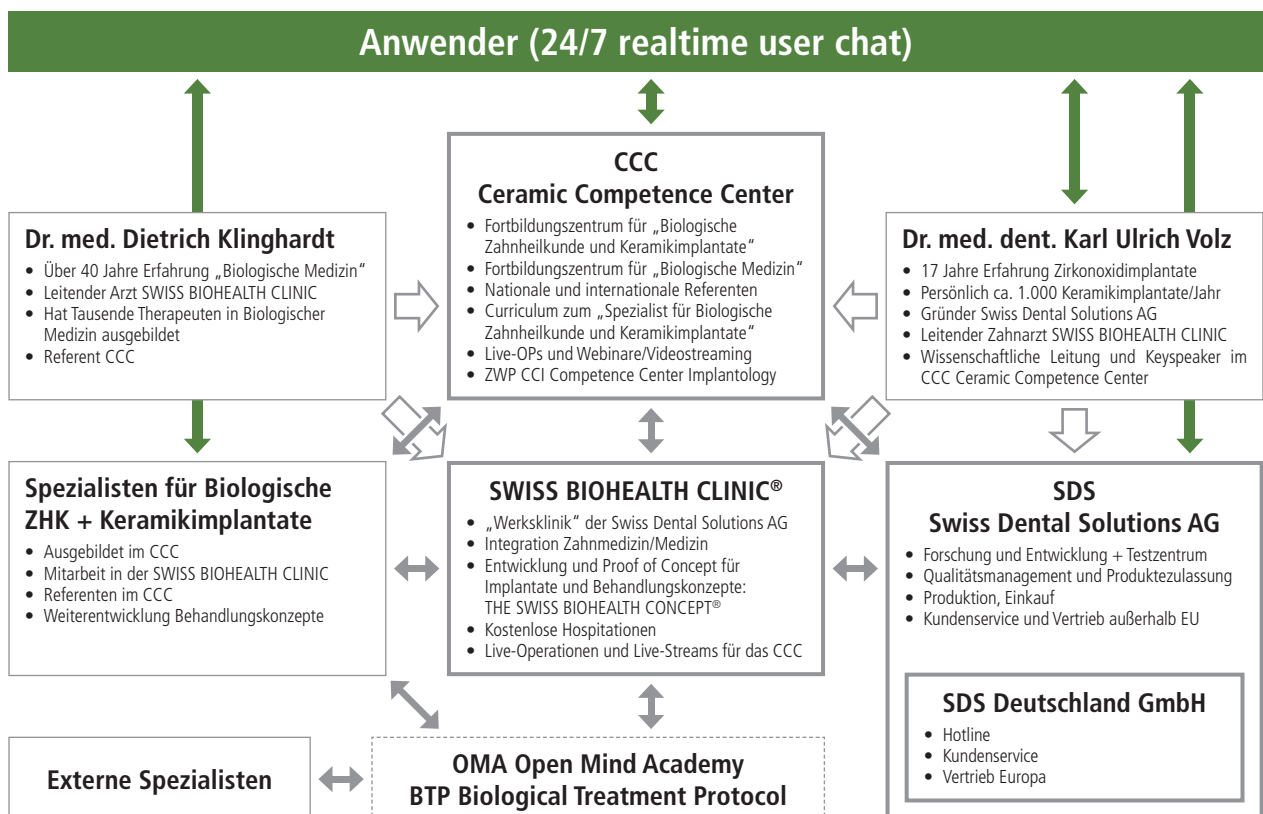 Anwender (24/7 realtime user chat)
CCC
Ceramic Competence Center
• Fortbildungszentrum für „Biologische
Zahnheilkunde und Keramikimplantate“
• Fortbildungszentrum für „Biologische Medizin“
• Nationale und internationale Referenten
• Curriculum zum „Spezialist für Biologische
Zahnheilkunde und Keramikimplantate“
• Live-OPs und Webinare/Videostreaming
• ZWP CCI Competence Center Implantology
Dr. med. Dietrich Klinghardt
• Über 40 Jahre Erfahrung „Biologische Medizin“
• Leitender Arzt SWISS BIOHEALTH CLINIC
• Hat Tausende Therapeuten in Biologischer
Medizin ausgebildet
• Referent CCC
Dr. med. dent. Karl Ulrich Volz
• 17 Jahre Erfahrung Zirkonoxidimplantate
• Persönlich ca. 1.000 Keramikimplantate/Jahr
• Gründer Swiss Dental Solutions AG
• Leitender Zahnarzt SWISS BIOHEALTH CLINIC
• Wissenschaftliche Leitung und Keyspeaker im
CCC Ceramic Competence Center
Spezialisten für Biologische
ZHK + Keramikimplantate
• Ausgebildet im CCC
• Mitarbeit in der SWISS BIOHEALTH CLINIC
• Referenten im CCC
• Weiterentwicklung Behandlungskonzepte
SWISS BIOHEALTH CLINIC®
• „Werksklinik“ der Swiss Dental Solutions AG
• Integration Zahnmedizin/Medizin
• Entwicklung und Proof of Concept für
Implantate und Behandlungskonzepte:
THE SWISS BIOHEALTH CONCEPT®
• Kostenlose Hospitationen
• Live-Operationen und Live-Streams für das CCC
SDS
Swiss Dental Solutions AG
• Forschung und Entwicklung + Testzentrum
• Qualitätsmanagement und Produktezulassung
• Produktion, Einkauf
• Kundenservice und Vertrieb außerhalb EU
SDS Deutschland GmbH
• Hotline
• Kundenservice
• Vertrieb Europa
Externe Spezialisten
OMA Open Mind Academy
BTP Biological Treatment Protocol